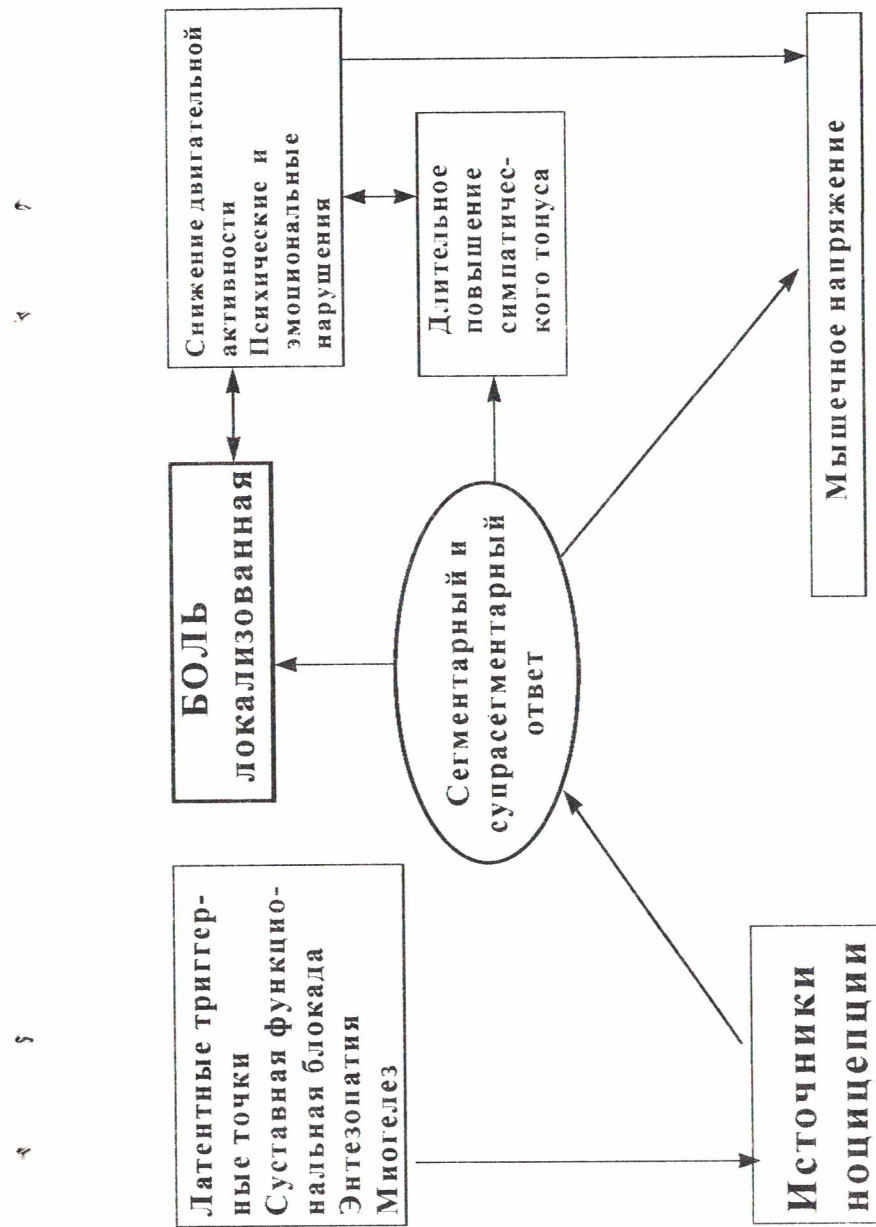 Латентные триггер-
ные точки
Суставная функцио-
нальная блокада
Энтезопатия
Миогелез
БОЛЬ
локализованная
Снижение двигательной
активности
Психические и
эмоциональные
нарушения
Сегментарный и
супрасегментарный
ответ
Длительное
повышение
симпатичес-
кого тонуса
Источники
ноцицепции
Мышечное напряжение